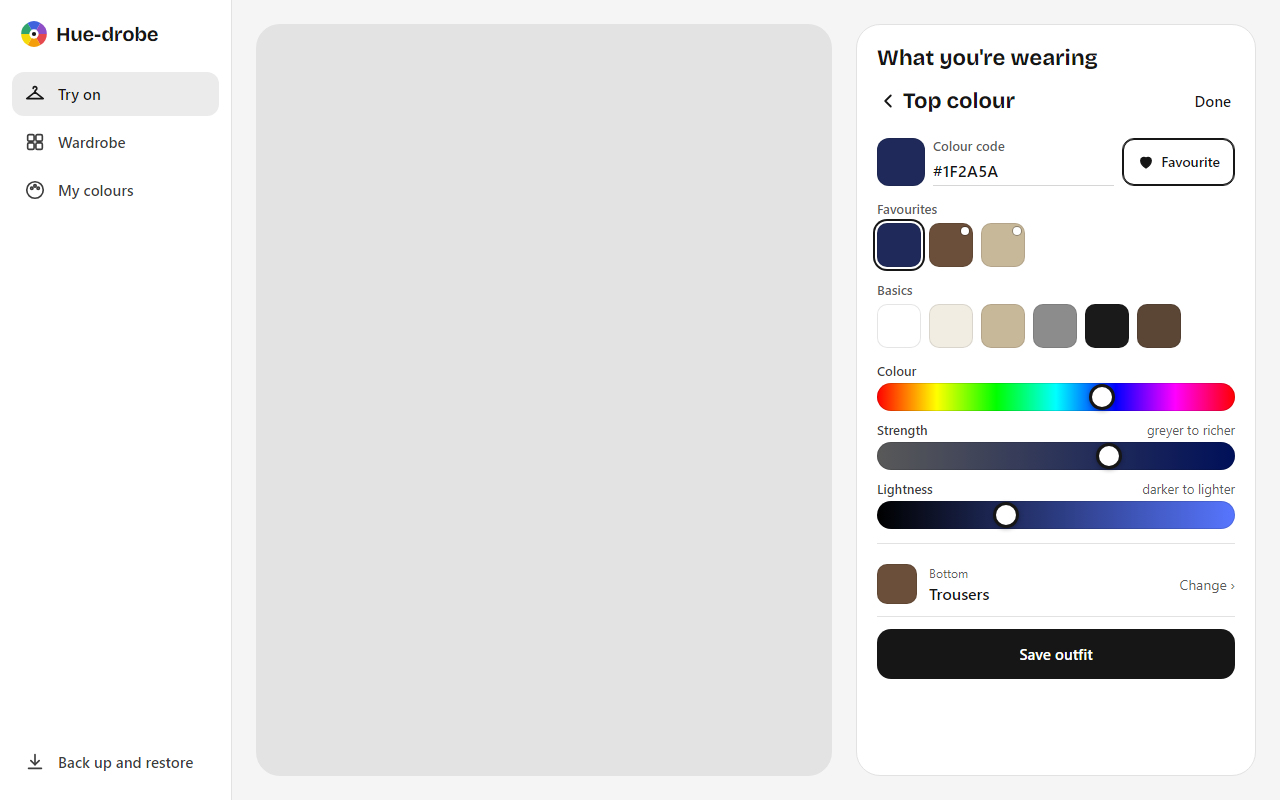 Hue-drobe
Try on
Wardrobe
My colours
Back up and restore
What you're wearing
Top colour
Done
Colour code
#1F2A5A
Favourite
Favourites
Basics
Colour
Strength
greyer to richer
Lightness
darker to lighter
Bottom
Trousers
Change ›
Save outfit